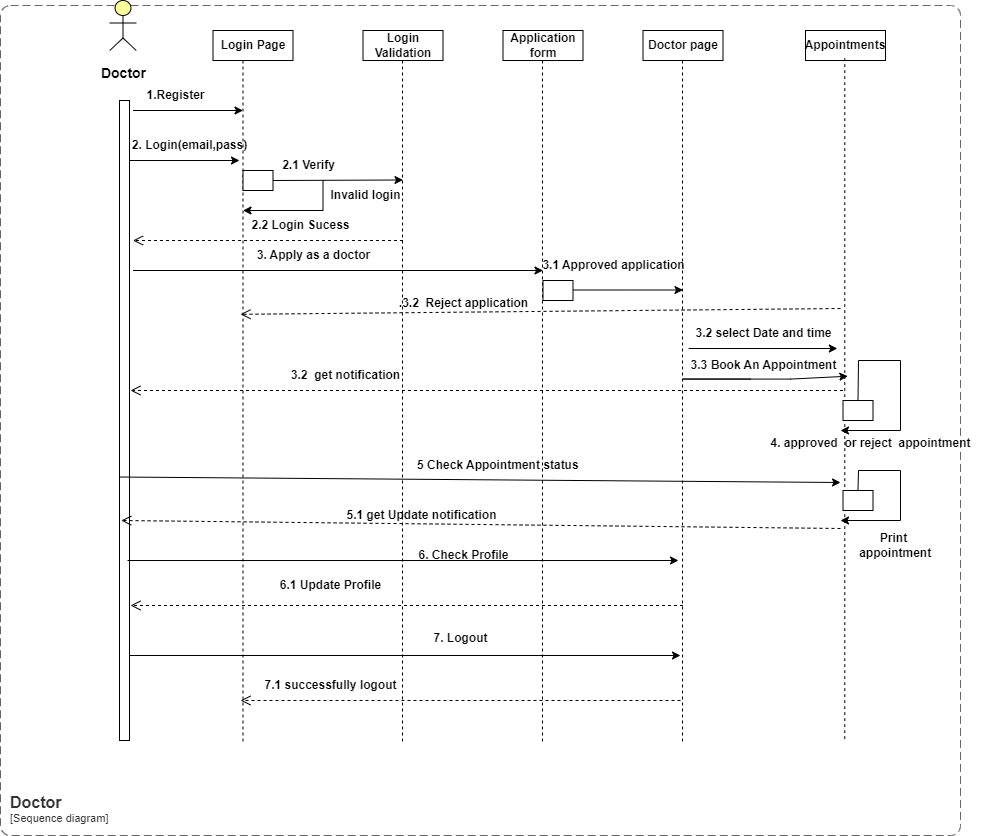 Doctor
Login Page
Login
Validation
Application
form
Doctor page
Appointments
1.Register
2. Login(email,pass)
2.1 Verify
Invalid login
2.2 Login Sucess
3. Apply as a doctor
3.1 Approved application
.3.2 Reject application
3.2 select Date and time
3.3 Book An Appointment
3.2 get notification
4. approved or reject appointment
5 Check Appointment status
5.1 get Update notification
Print
appointment
6. Check Profile
6.1 Update Profile
7. Logout
7.1 successfully logout
Doctor
[Sequence diagram]